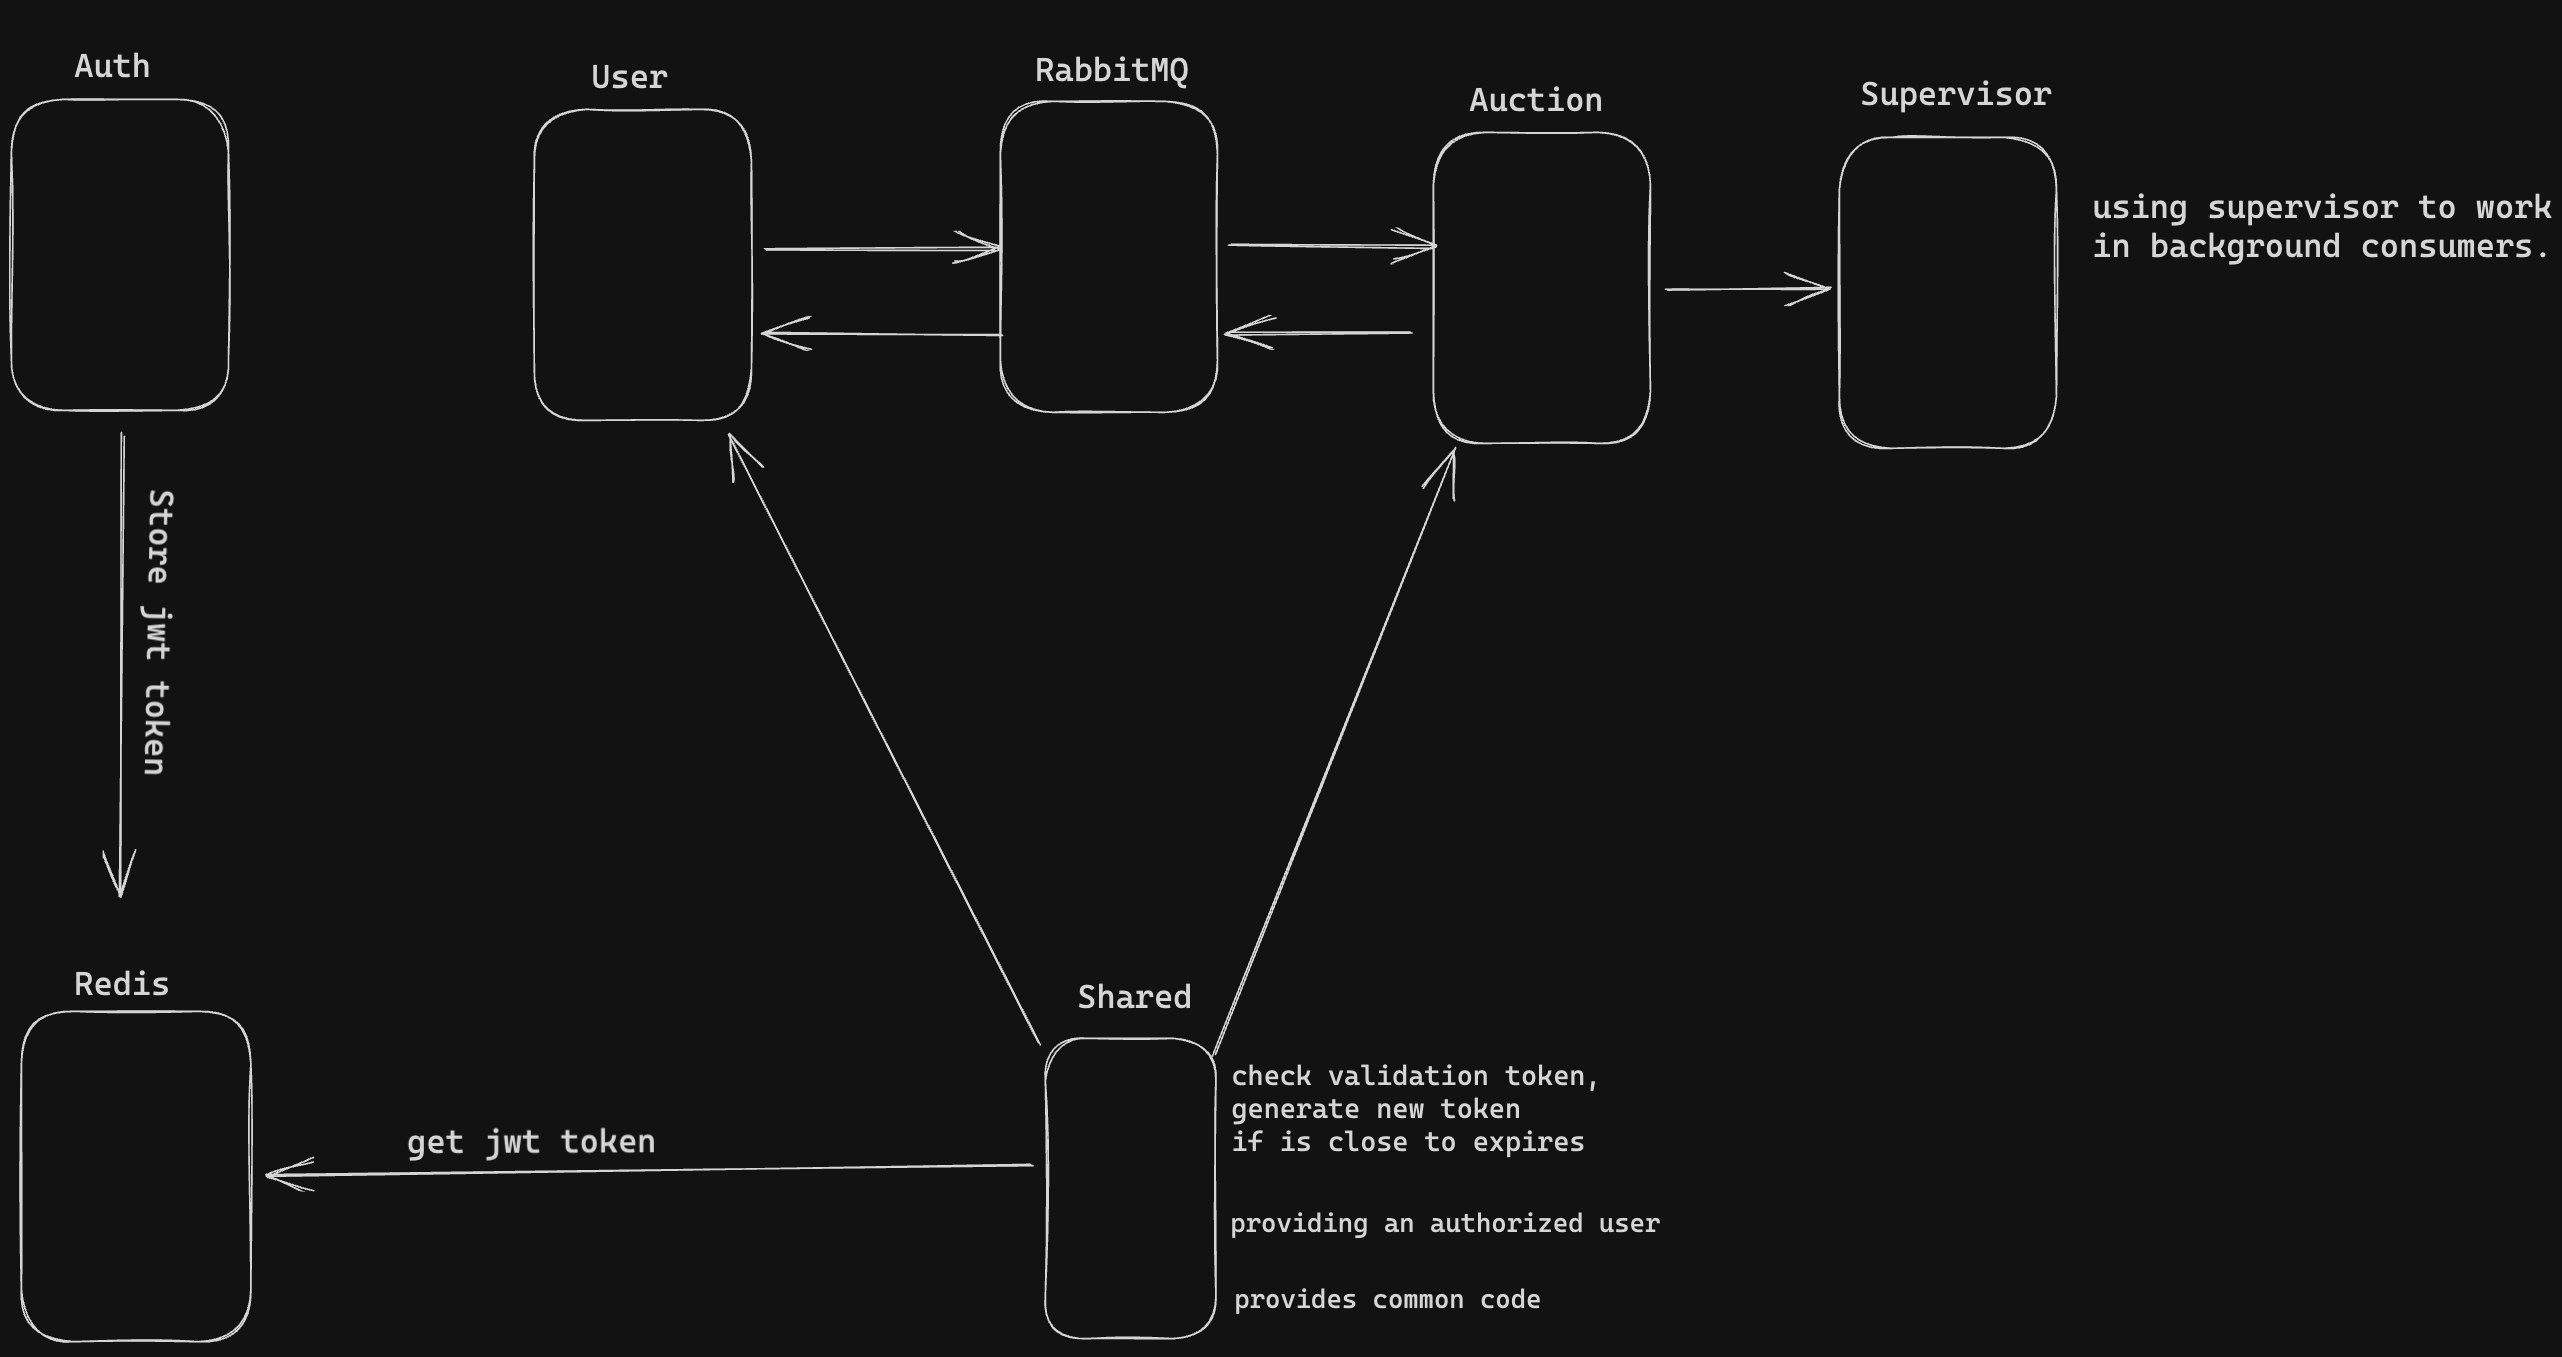 Auth
User
RabbitMQ
Auction
Supervisor
using supervisor to work
in background consumers.
Store jwt token
Redis
Shared
get jwt token
check validation token,
generate new token
if is close to expires
providing an authorized user
provides common code